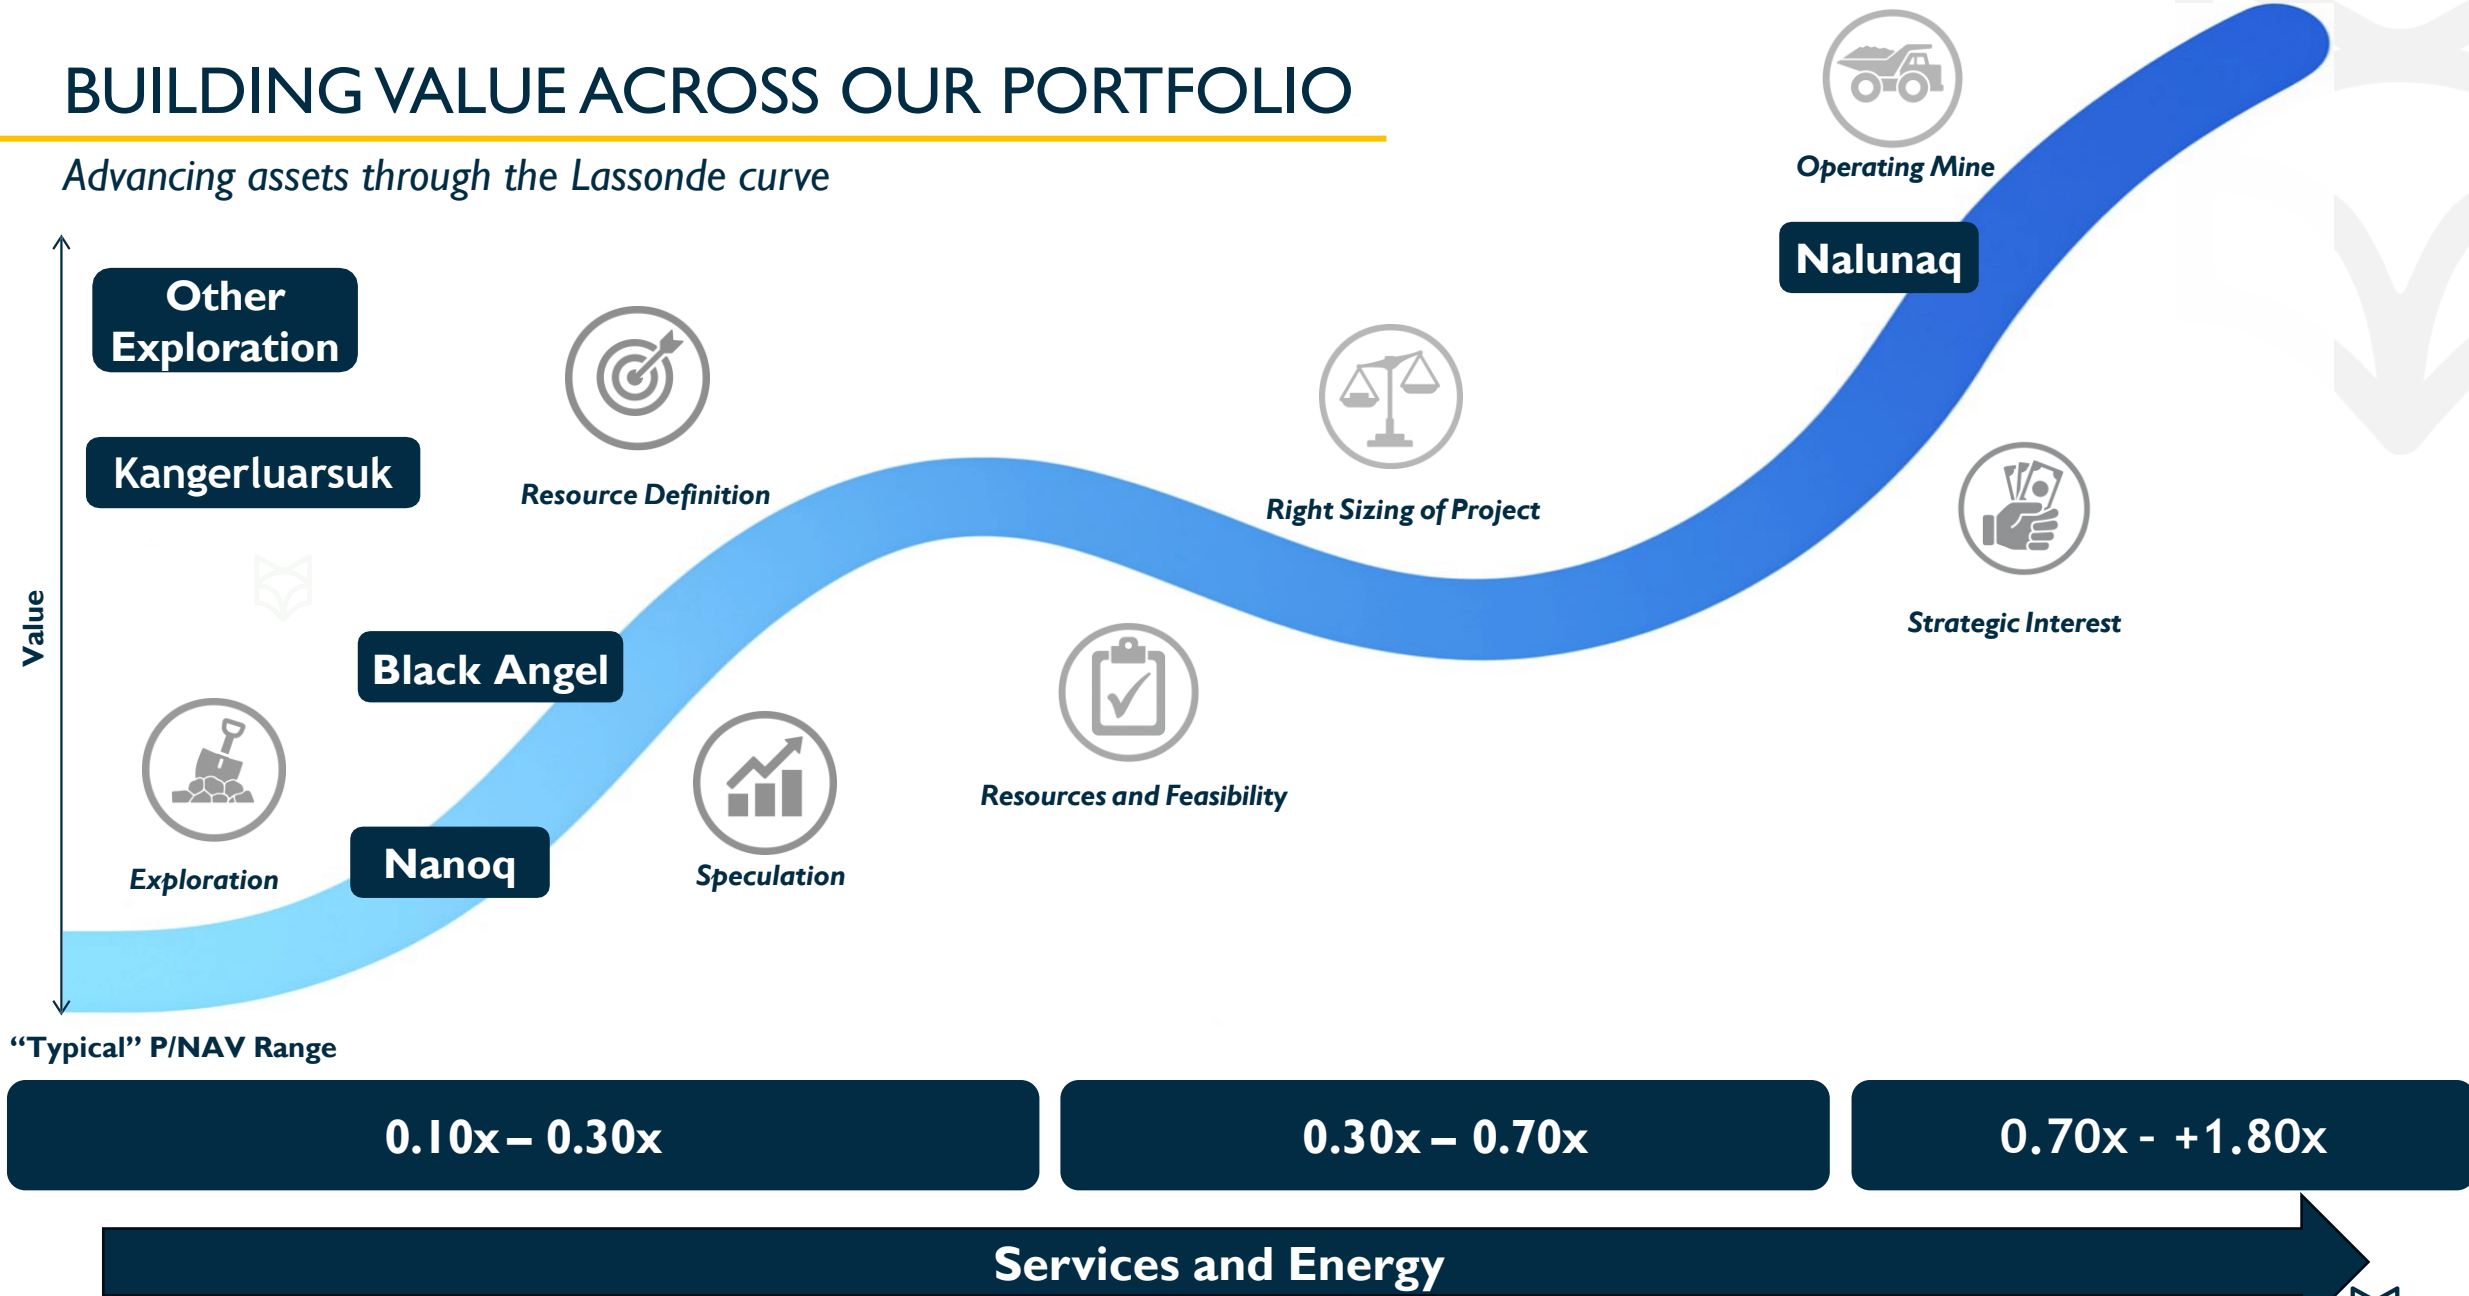 BUILDING VALUE ACROSS OUR PORTFOLIO
Advancing assets through the Lassonde curve
Operating Mine
Nalunaq
Other
Exploration
Kangerluarsuk
Resource Definition
Right Sizing of Project
Value
Black Angel
Strategic Interest
Resources and Feasibility
Exploration
Nanoq
Speculation
“Typical” P/NAV Range
0.10x – 0.30x
0.30x – 0.70x
0.70x - +1.80x
Services and Energy